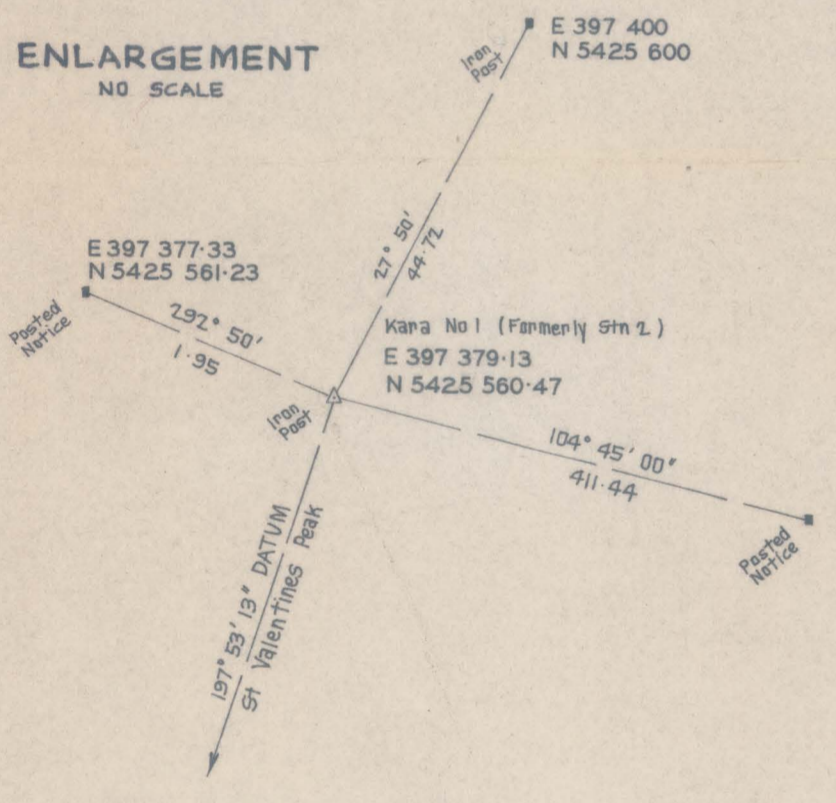 ENLARGEMENT
NO SCALE
E 397 400
N 5425 600
Iron
Post
27° 50'
44.72
E 397 377·33
N 5425 561·23
Posted
Notice
292° 50'
1·95
Kara No 1 (Formerly Stn 2)
E 397 379·13
N 5425 560·47
Iron
Post
104° 45' 00"
411·44
Posted
Notice
197° 53' 13" DATUM
St Valentines Peak